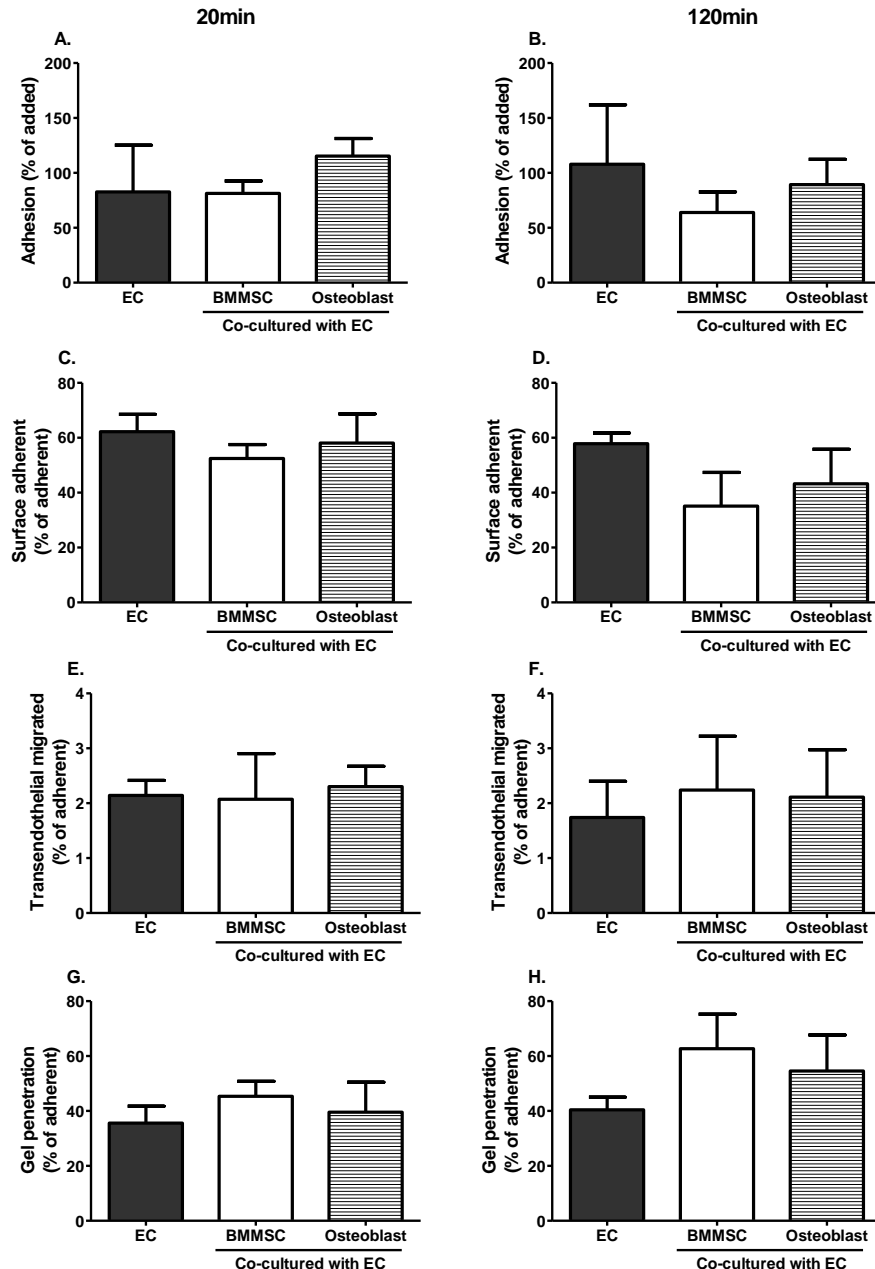 20min
120min
A.
Adhesion (% of added)
200
150
100
50
0
EC
BMMSC
Osteoblast
Co-cultured with EC
B.
Adhesion (% of added)
200
150
100
50
0
EC
BMMSC
Osteoblast
Co-cultured with EC
C.
Surface adherent
(% of adherent)
80
60
40
20
0
EC
BMMSC
Osteoblast
Co-cultured with EC
D.
Surface adherent
(% of adherent)
80
60
40
20
0
EC
BMMSC
Osteoblast
Co-cultured with EC
E.
Transendothelial migrated
(% of adherent)
4
3
2
1
0
EC
BMMSC
Osteoblast
Co-cultured with EC
F.
Transendothelial migrated
(% of adherent)
4
3
2
1
0
EC
BMMSC
Osteoblast
Co-cultured with EC
G.
Gel penetration
(% of adherent)
80
60
40
20
0
EC
BMMSC
Osteoblast
Co-cultured with EC
H.
Gel penetration
(% of adherent)
80
60
40
20
0
EC
BMMSC
Osteoblast
Co-cultured with EC